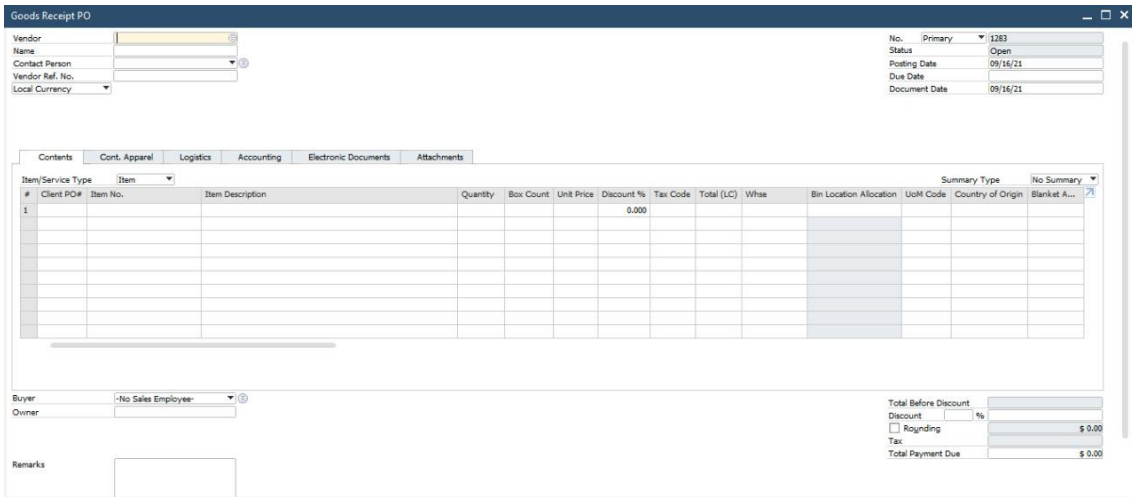 Goods Receipt PO
Vendor
Name
Contact Person
Vendor Ref. No.
Local Currency
No. Primary 1283
Status Open
Posting Date 09/16/21
Due Date
Document Date 09/16/21
Contents Cont. Apparel Logistics Accounting Electronic Documents Attachments
Item/Service Type Item Summary Type No Summary
# Client PO# Item No. Item Description Quantity Box Count Unit Price Discount % Tax Code Total (LC) Whse Bin Location Allocation UoM Code Country of Origin Blanket A...
1 0.000
Buyer -No Sales Employee-
Owner
Remarks
Total Before Discount
Discount %
Rounding $ 0.00
Tax
Total Payment Due $ 0.00